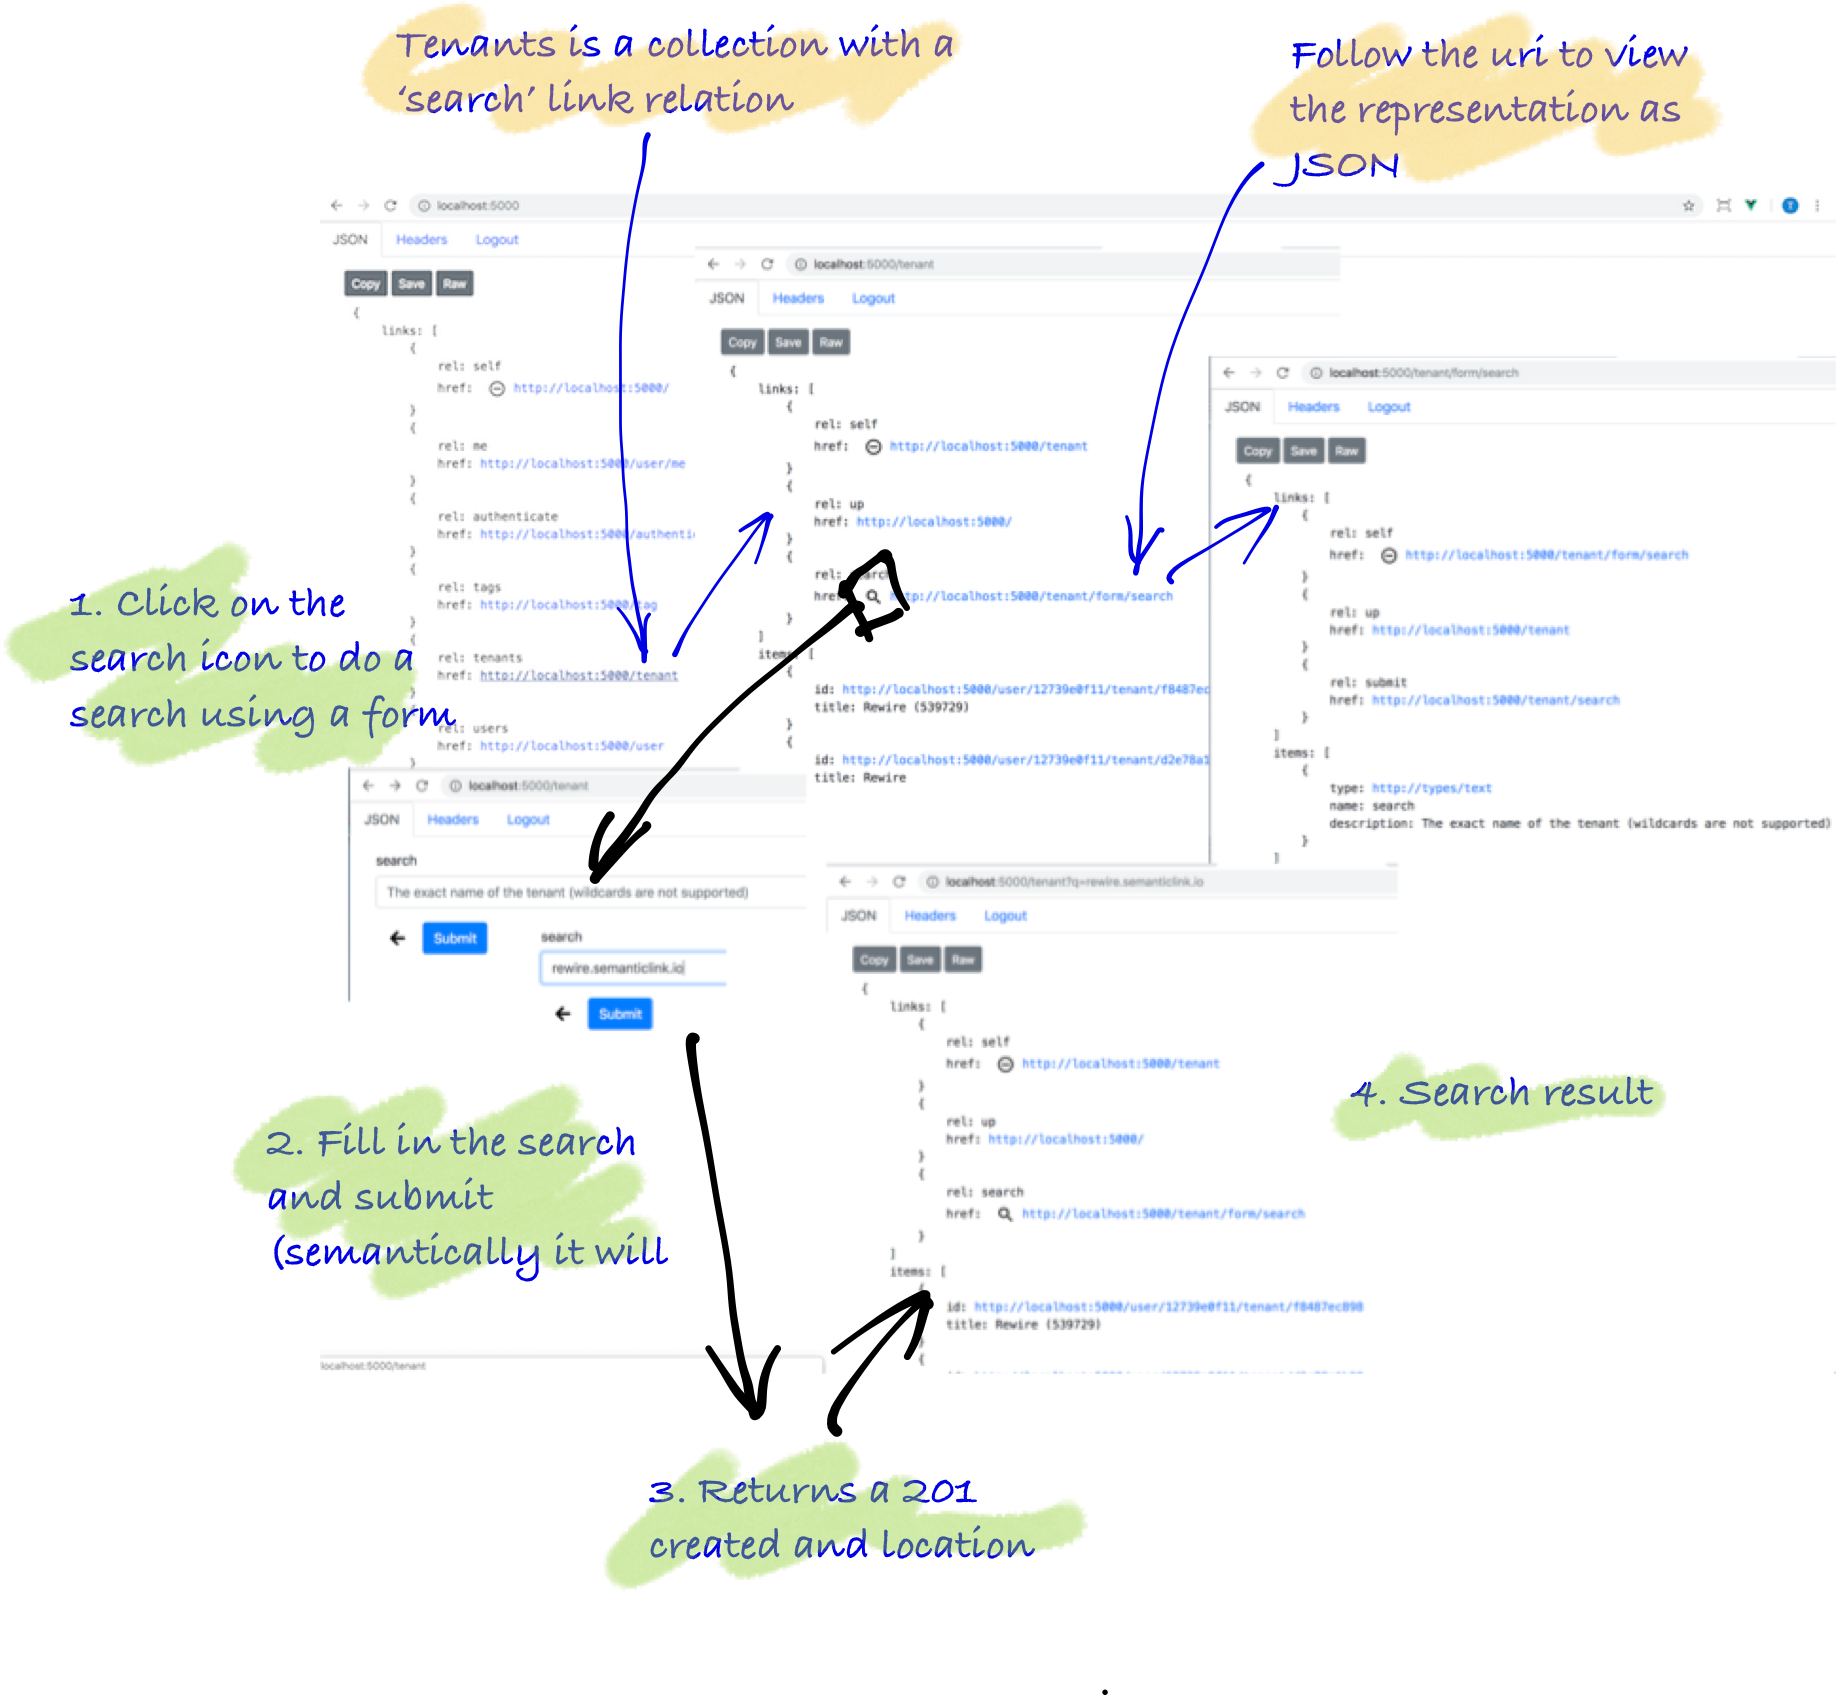 Tenants is a collection with a
'search' link relation
Follow the uri to view
the representation as
JSON
localhost:5000
JSON Headers Logout
Copy Save Raw
{
links: [
{
rel: self
href: http://localhost:5000/
}
{
rel: me
href: http://localhost:5000/user/me
}
{
rel: authenticate
href: http://localhost:5000/authentic
}
{
rel: tags
href: http://localhost:5000/tag
}
{
rel: tenants
href: http://localhost:5000/tenant
}
{
rel: users
href: http://localhost:5000/user
}
localhost:5000/tenant
JSON Headers Logout
Copy Save Raw
{
links: [
{
rel: self
href: http://localhost:5000/tenant
}
{
rel: up
href: http://localhost:5000/
}
{
rel: search
href: http://localhost:5000/tenant/form/search
}
]
items: [
{
id: http://localhost:5000/user/12739e0f11/tenant/f8487ec
title: Rewire (539729)
}
{
id: http://localhost:5000/user/12739e0f11/tenant/d2e78a1
title: Rewire
localhost:5000/tenant/form/search
JSON Headers Logout
Copy Save Raw
{
links: [
{
rel: self
href: http://localhost:5000/tenant/form/search
}
{
rel: up
href: http://localhost:5000/tenant
}
{
rel: submit
href: http://localhost:5000/tenant/search
}
]
items: [
{
type: http://types/text
name: search
description: The exact name of the tenant (wildcards are not supported)
}
]
1. Click on the
search icon to do a
search using a form
localhost:5000/tenant
JSON Headers Logout
search
The exact name of the tenant (wildcards are not supported)
Submit
search
rewire.semanticlink.io
Submit
2. Fill in the search
and submit
(semantically it will
localhost:5000/tenant
3. Returns a 201
created and location
localhost:5000/tenant?q=rewire.semanticlink.io
JSON Headers Logout
Copy Save Raw
{
links: [
{
rel: self
href: http://localhost:5000/tenant
}
{
rel: up
href: http://localhost:5000/
}
{
rel: search
href: http://localhost:5000/tenant/form/search
}
]
items: [
{
id: http://localhost:5000/user/12739e0f11/tenant/f8487ec898
title: Rewire (539729)
}
{
4. Search result